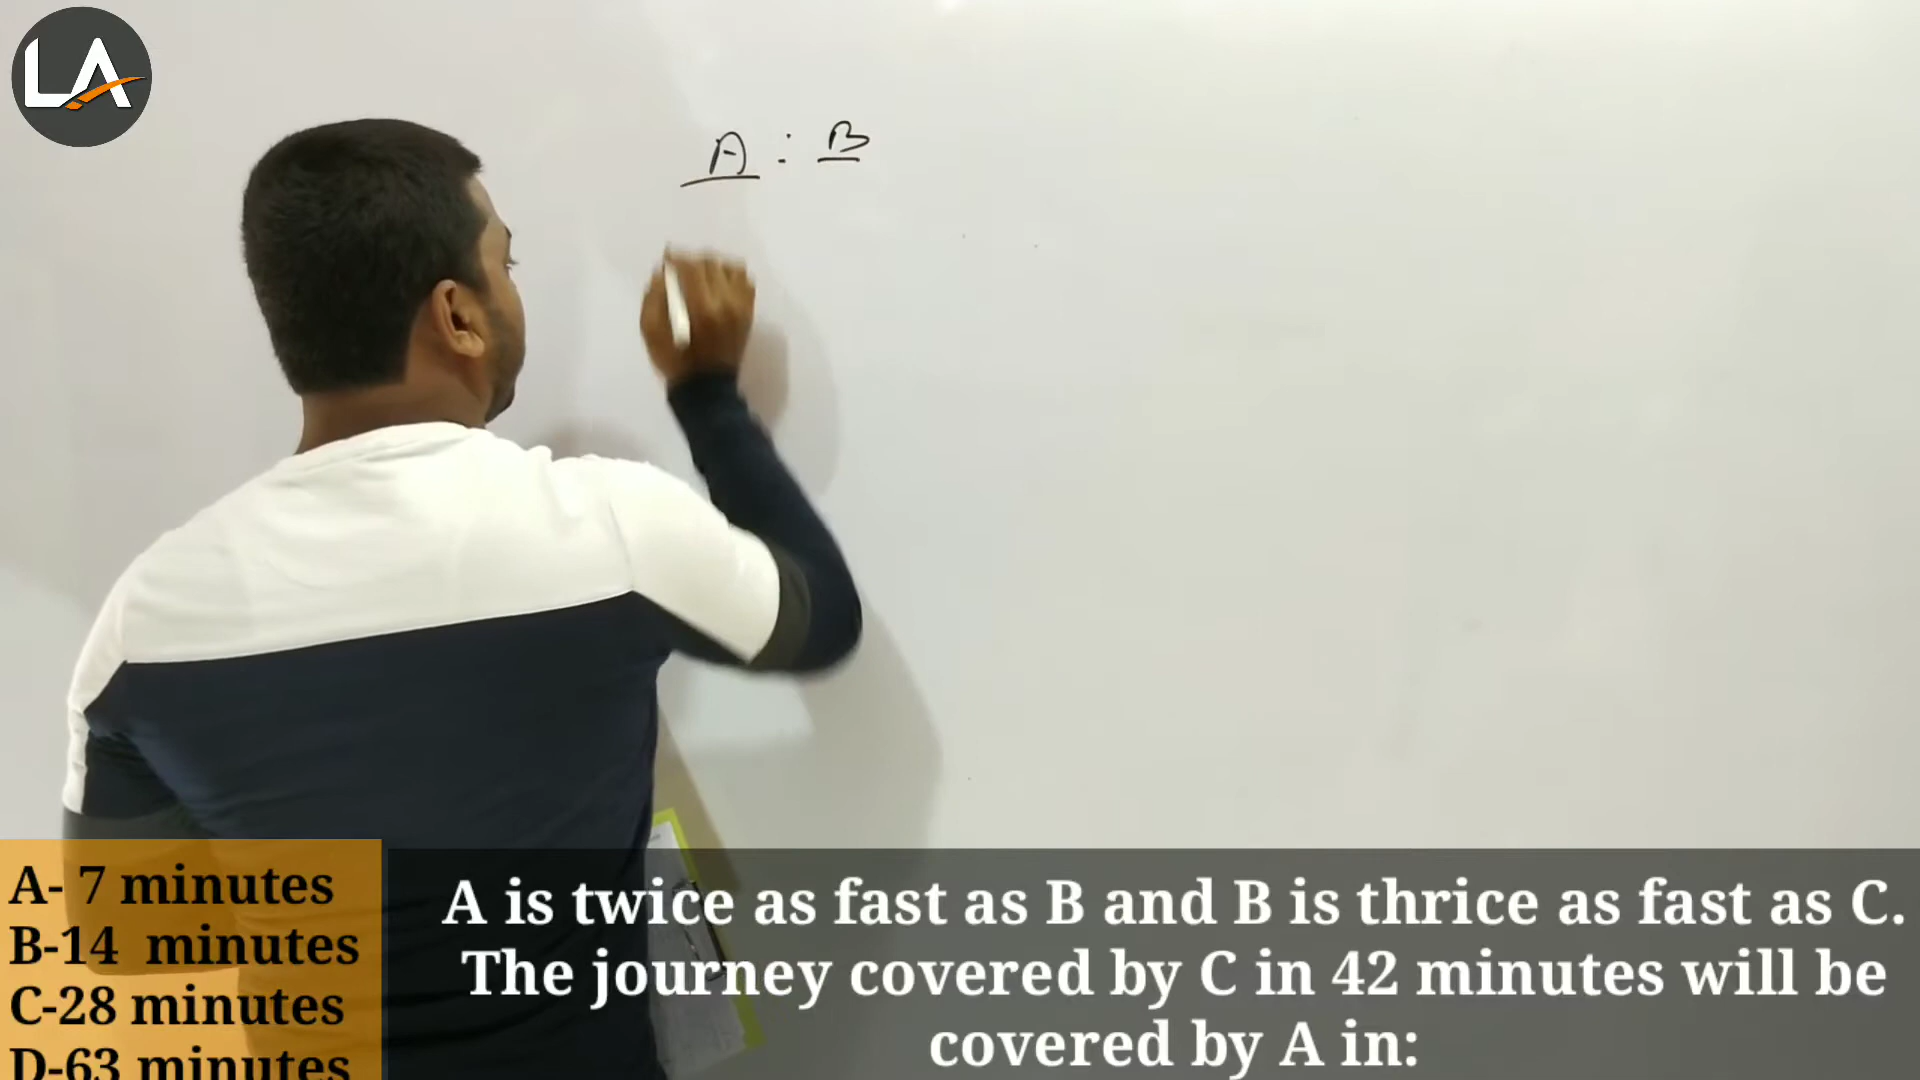 LA
A : B
A- 7 minutes
B-14 minutes
C-28 minutes
D-63 minutes
A is twice as fast as B and B is thrice as fast as C.
The journey covered by C in 42 minutes will be
covered by A in: